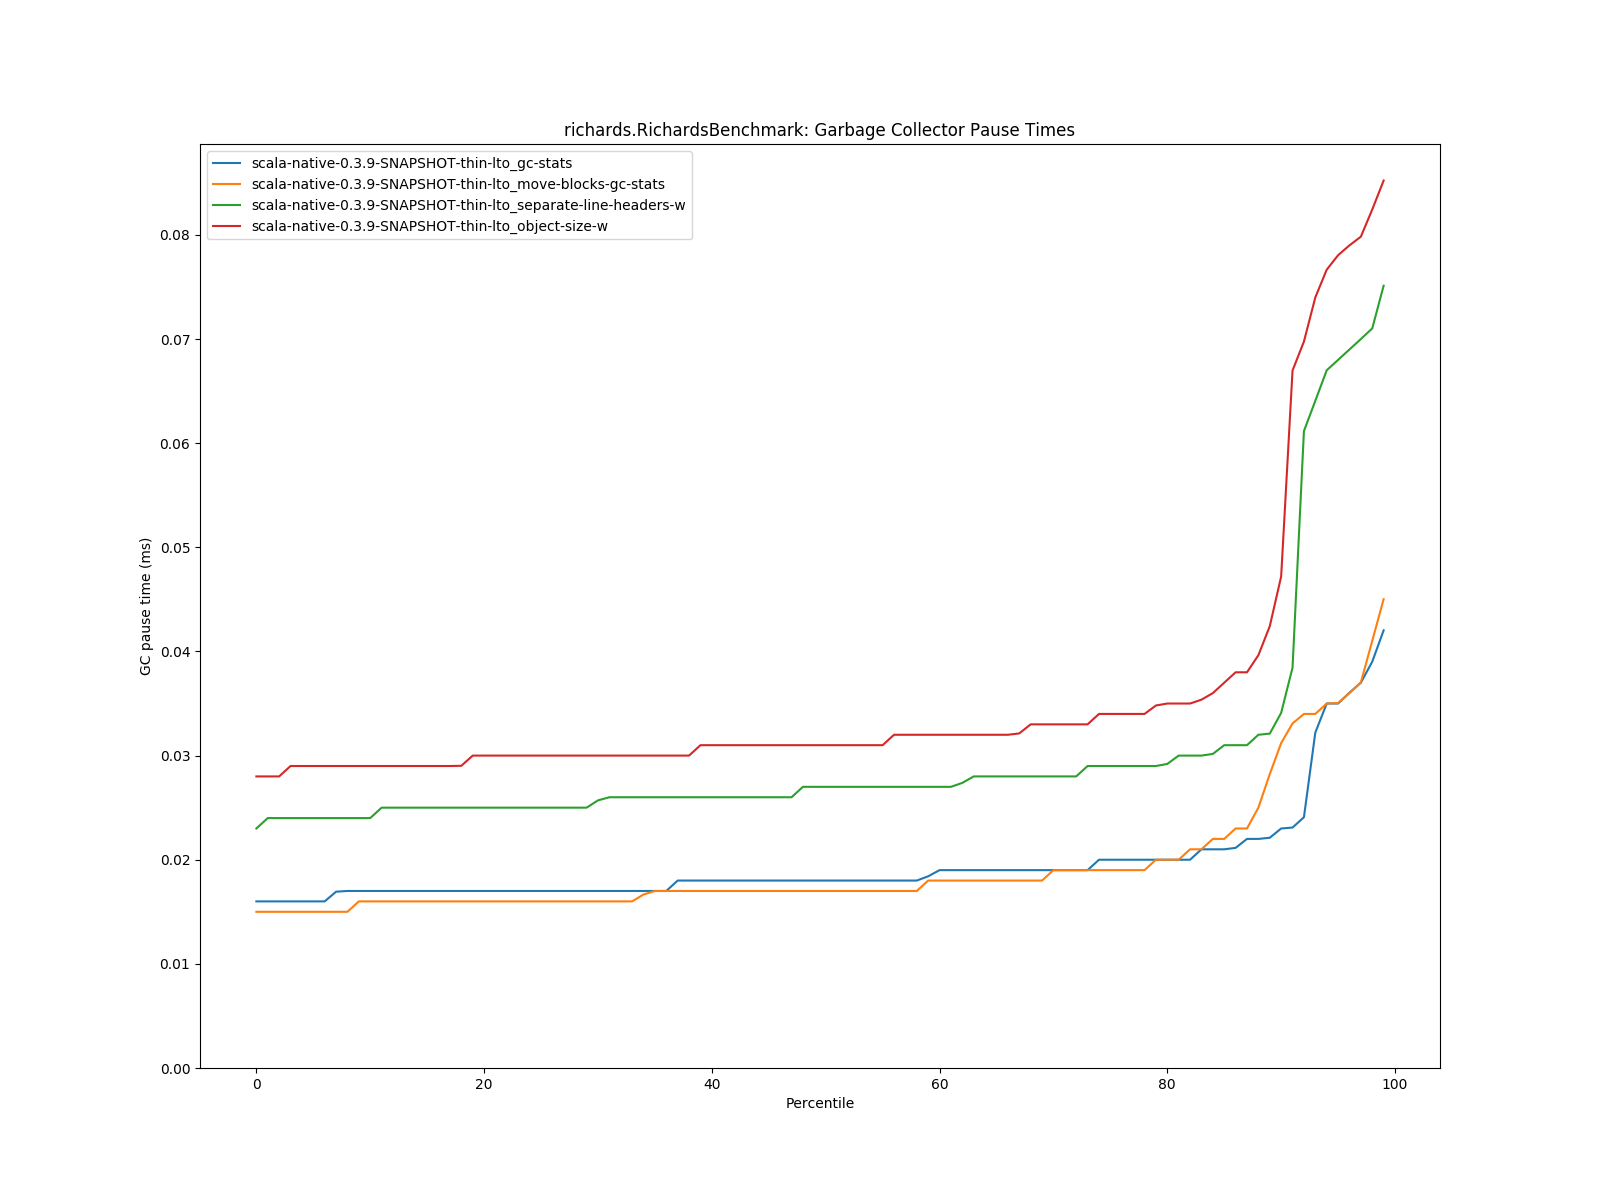 richards.RichardsBenchmark: Garbage Collector Pause Times
scala-native-0.3.9-SNAPSHOT-thin-lto_gc-stats
scala-native-0.3.9-SNAPSHOT-thin-lto_move-blocks-gc-stats
scala-native-0.3.9-SNAPSHOT-thin-lto_separate-line-headers-w
scala-native-0.3.9-SNAPSHOT-thin-lto_object-size-w
0.08
0.07
0.06
0.05
0.04
0.03
0.02
0.01
0.00
GC pause time (ms)
0 20 40 60 80 100
Percentile